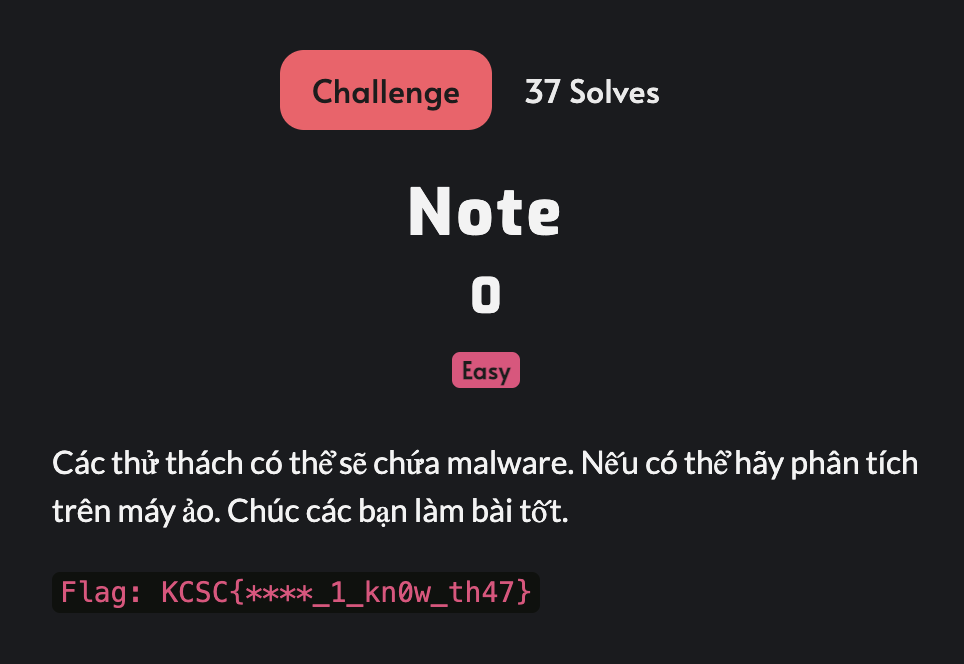 Challenge
37 Solves
Note
0
Easy
Các thử thách có thể sẽ chứa malware. Nếu có thể hãy phân tích
trên máy ảo. Chúc các bạn làm bài tốt.
Flag: KCSC{****_1_kn0w_th47}